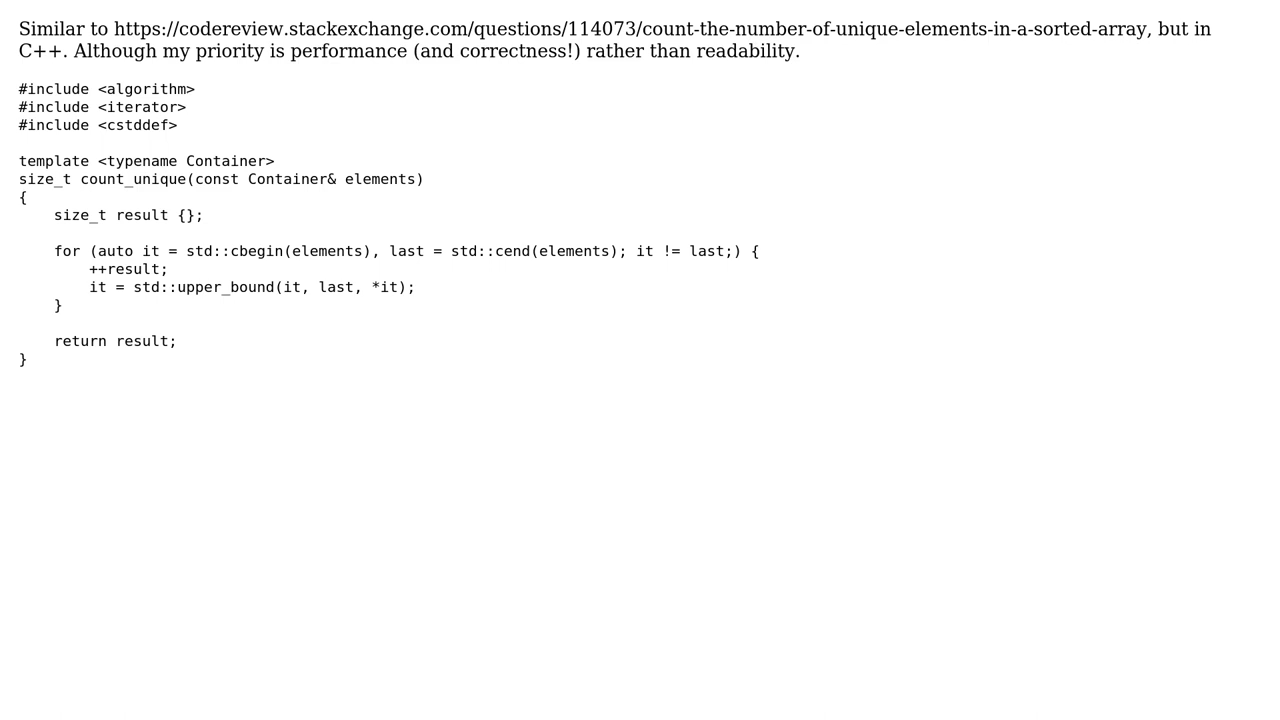 Similar to https://codereview.stackexchange.com/questions/114073/count-the-number-of-unique-elements-in-a-sorted-array, but in
C++. Although my priority is performance (and correctness!) rather than readability.
#include <algorithm>
#include <iterator>
#include <cstddef>
template <typename Container>
size_t count_unique(const Container& elements)
{
    size_t result {};
    for (auto it = std::cbegin(elements), last = std::cend(elements); it != last;) {
        ++result;
        it = std::upper_bound(it, last, *it);
    }
    return result;
}